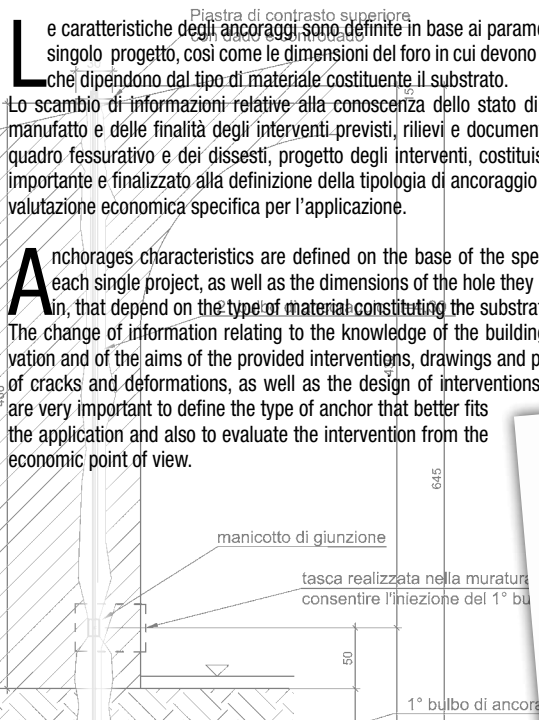 Le caratteristiche degli ancoraggi sono definite in base ai
singolo progetto, così come le dimensioni del foro in cui devono
che dipendono dal tipo di materiale costituente il substrato.
Lo scambio di informazioni relative alla conoscenza dello stato di
manufatto e delle finalità degli interventi previsti, rilievi e
quadro fessurativo e dei dissesti, progetto degli interventi,
importante e finalizzato alla definizione della tipologia di ancoraggio
valutazione economica specifica per l'applicazione.
Anchorages characteristics are defined on the base of the
each single project, as well as the dimensions of the hole they
in, that depend on the type of material constituting the
The change of information relating to the knowledge of the
vation and of the aims of the provided interventions, drawings and
of cracks and deformations, as well as the design of interventions
are very important to define the type of anchor that better fits
the application and also to evaluate the intervention from the
economic point of view.
Piastra di contrasto superiore
con dado e controdado
645
manicotto di giunzione
tasca realizzata nella muratura
consentire l'iniezione del 1°
50
1° bulbo di